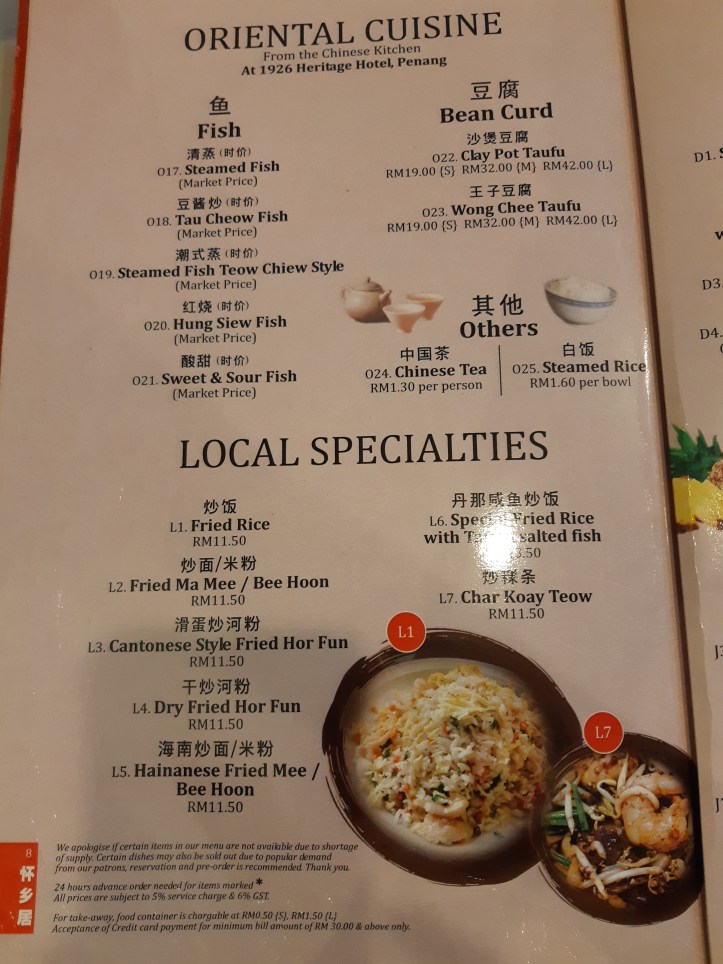 ORIENTAL CUISINE
From the Chinese Kitchen
At 1926 Heritage Hotel, Penang
鱼
Fish
清蒸 (时价)
O17. Steamed Fish
(Market Price)
豆酱炒 (时价)
O18. Tau Cheow Fish
(Market Price)
潮式蒸 (时价)
O19. Steamed Fish Teow Chiew Style
(Market Price)
红烧 (时价)
O20. Hung Siew Fish
(Market Price)
酸甜 (时价)
O21. Sweet & Sour Fish
(Market Price)
豆腐
Bean Curd
沙煲豆腐
O22. Clay Pot Taufu
RM19.00 {S} RM32.00 {M} RM42.00 {L}
王子豆腐
O23. Wong Chee Taufu
RM19.00 {S} RM32.00 {M} RM42.00 {L}
其他
Others
中国茶
O24. Chinese Tea
RM1.30 per person
白饭
O25. Steamed Rice
RM1.60 per bowl
LOCAL SPECIALTIES
炒饭
L1. Fried Rice
RM11.50
炒面/米粉
L2. Fried Ma Mee / Bee Hoon
RM11.50
滑蛋炒河粉
L3. Cantonese Style Fried Hor Fun
RM11.50
干炒河粉
L4. Dry Fried Hor Fun
RM11.50
海南炒面/米粉
L5. Hainanese Fried Mee /
Bee Hoon
RM11.50
丹那咸鱼炒饭
L6. Special Fried Rice
with salted fish
3.50
炒粿条
L7. Char Koay Teow
RM11.50
L1
L7
We apologise if certain items in our menu are not available due to shortage
of supply. Certain dishes may also be sold out due to popular demand
from our patrons, reservation and pre-order is recommended. Thank you.
24 hours advance order needed for items marked *
All prices are subject to 5% service charge & 6% GST.
For take-away, food container is chargable at RM0.50 {S}, RM1.50 {L}
Acceptance of Credit card payment for minimum bill amount of RM 30.00 & above only.
8
怀乡居
D1. S
w
D3.
D4.